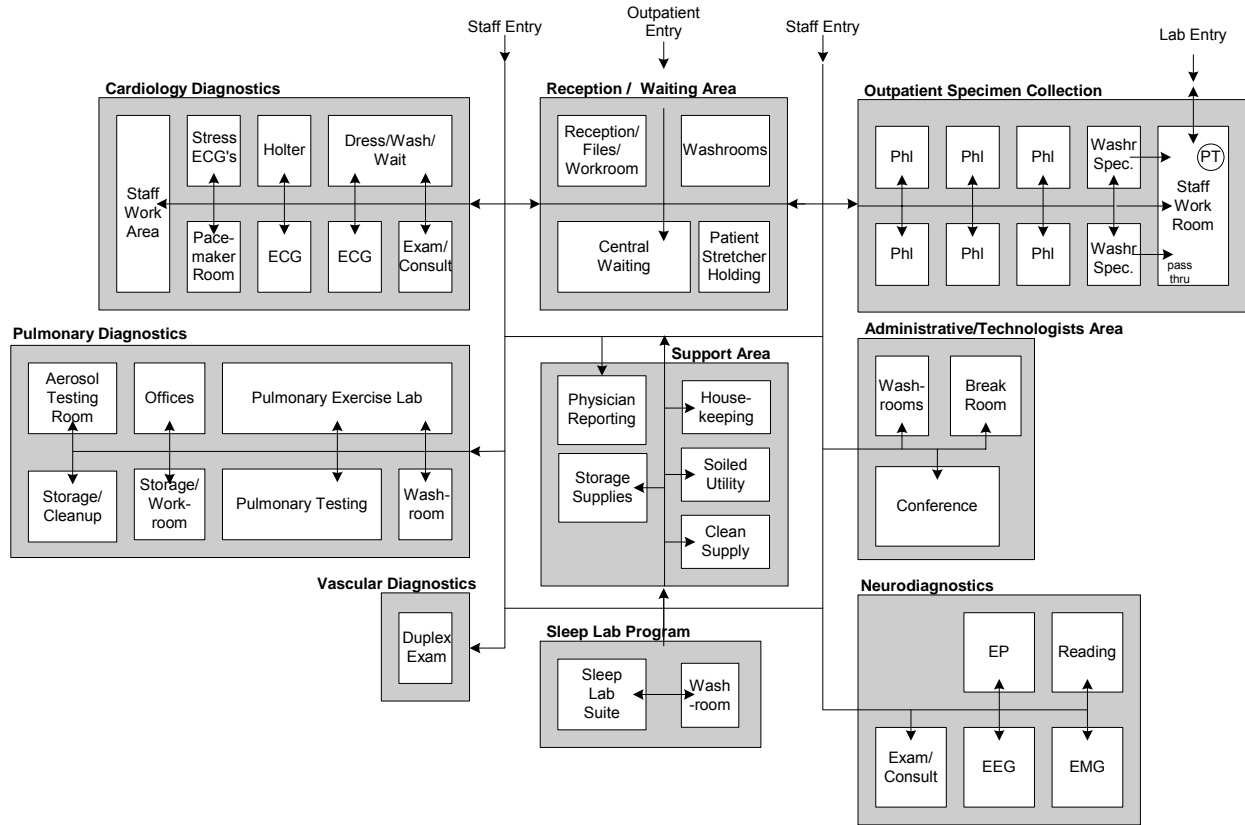 Staff Entry
Outpatient
Entry
Staff Entry
Lab Entry
Cardiology Diagnostics
Staff
Work
Area
Stress
ECG's
Holter
Dress/Wash/
Wait
Pace-
maker
Room
ECG
ECG
Exam/
Consult
Reception / Waiting Area
Reception/
Files/
Workroom
Washrooms
Central
Waiting
Patient
Stretcher
Holding
Outpatient Specimen Collection
Phl
Phl
Phl
Washr
Spec.
PT
Staff
Work
Room
Phl
Phl
Phl
Washr
Spec.
pass
thru
Pulmonary Diagnostics
Aerosol
Testing
Room
Offices
Pulmonary Exercise Lab
Storage/
Cleanup
Storage/
Work-
room
Pulmonary Testing
Wash-
room
Support Area
Physician
Reporting
House-
keeping
Storage
Supplies
Soiled
Utility
Clean
Supply
Administrative/Technologists Area
Wash-
rooms
Break
Room
Conference
Vascular Diagnostics
Duplex
Exam
Sleep Lab Program
Sleep
Lab
Suite
Wash
-room
Neurodiagnostics
EP
Reading
Exam/
Consult
EEG
EMG